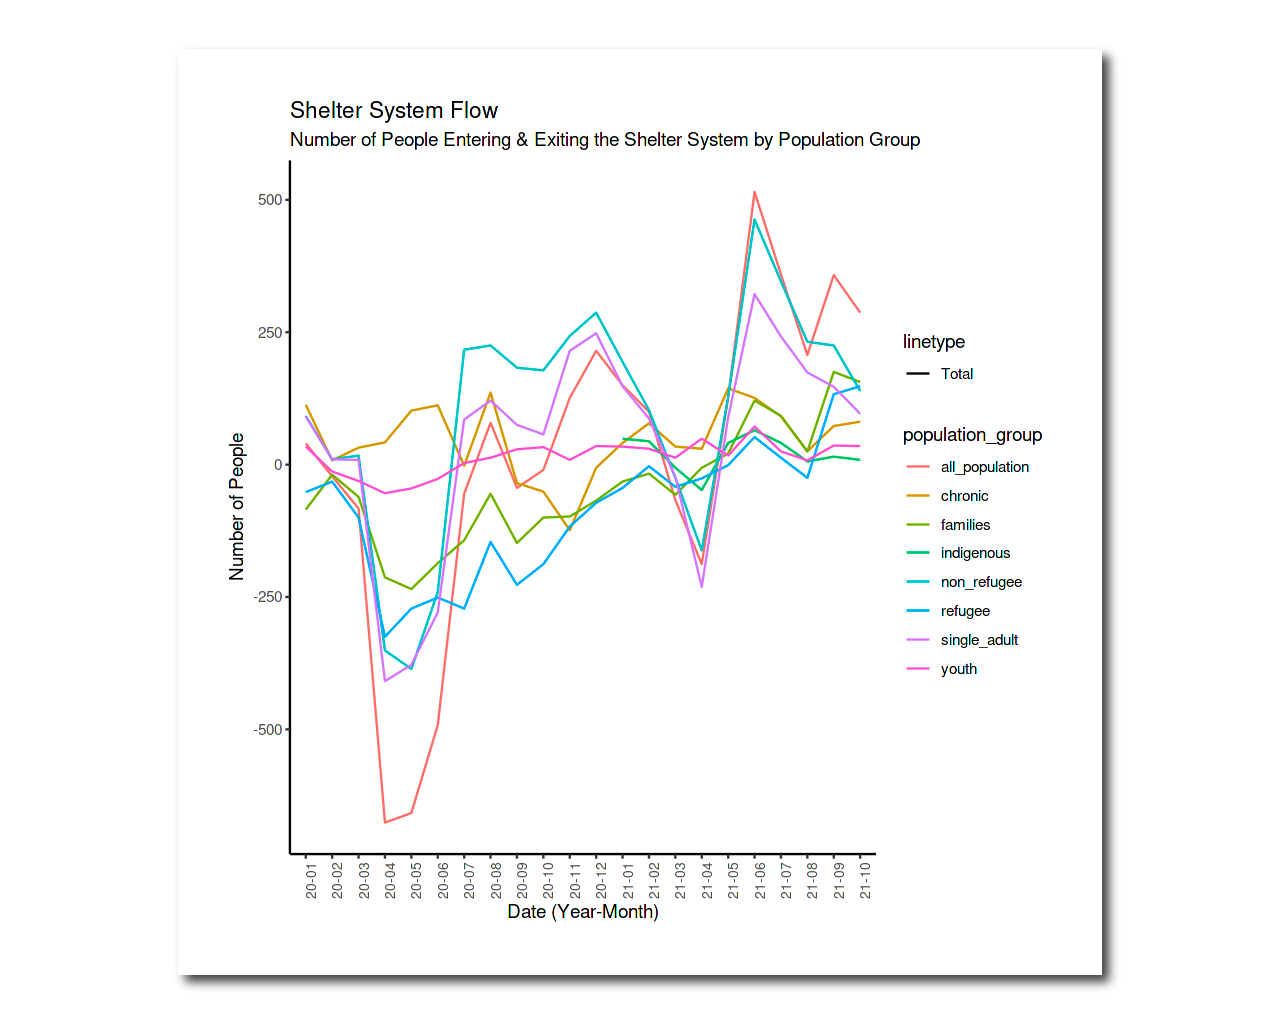 Shelter System Flow
Number of People Entering & Exiting the Shelter System by Population Group
500
250
0
-250
-500
Number of People
20-01
20-02
20-03
20-04
20-05
20-06
20-07
20-08
20-09
20-10
20-11
20-12
21-01
21-02
21-03
21-04
21-05
21-06
21-07
21-08
21-09
21-10
Date (Year-Month)
linetype
Total
population_group
all_population
chronic
families
indigenous
non_refugee
refugee
single_adult
youth